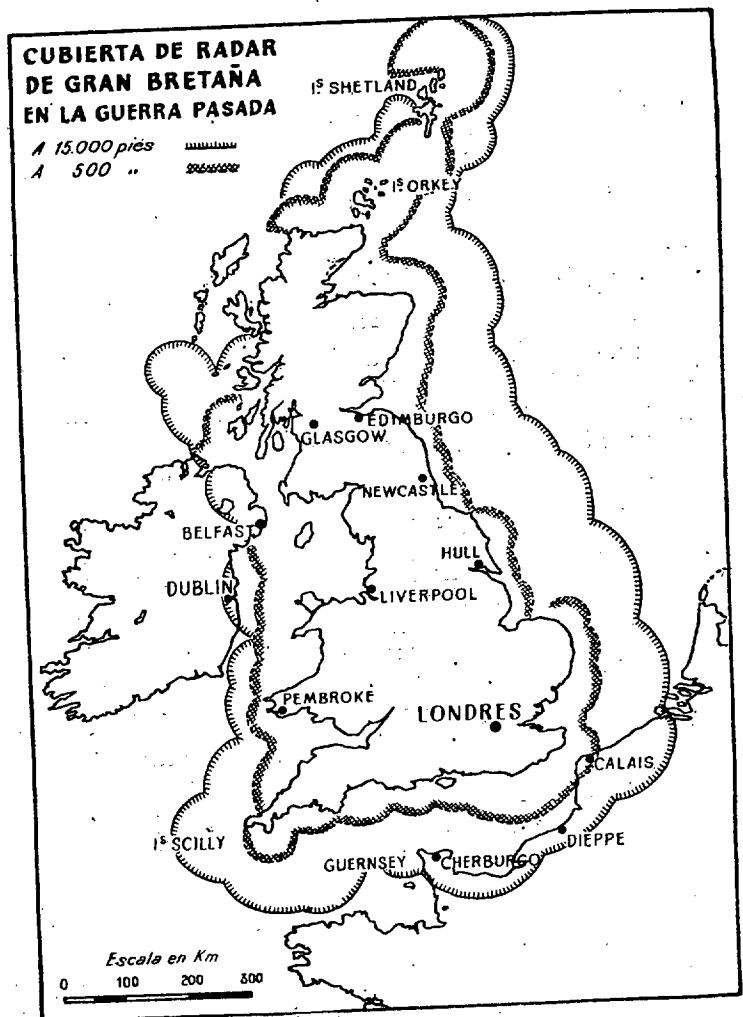 CUBIERTA DE RADAR
DE GRAN BRETAÑA
EN LA GUERRA PASADA
A 15.000 pies
A 500 "
Iˢ SHETLAND
Iˢ ORKEY
EDIMBURGO
GLASGOW
NEWCASTLE
BELFAST
HULL
DUBLIN
LIVERPOOL
PEMBROKE
LONDRES
CALAIS
Iˢ SCILLY
DIEPPE
GUERNSEY
CHERBURGO
Escala en Km
0 100 200 300